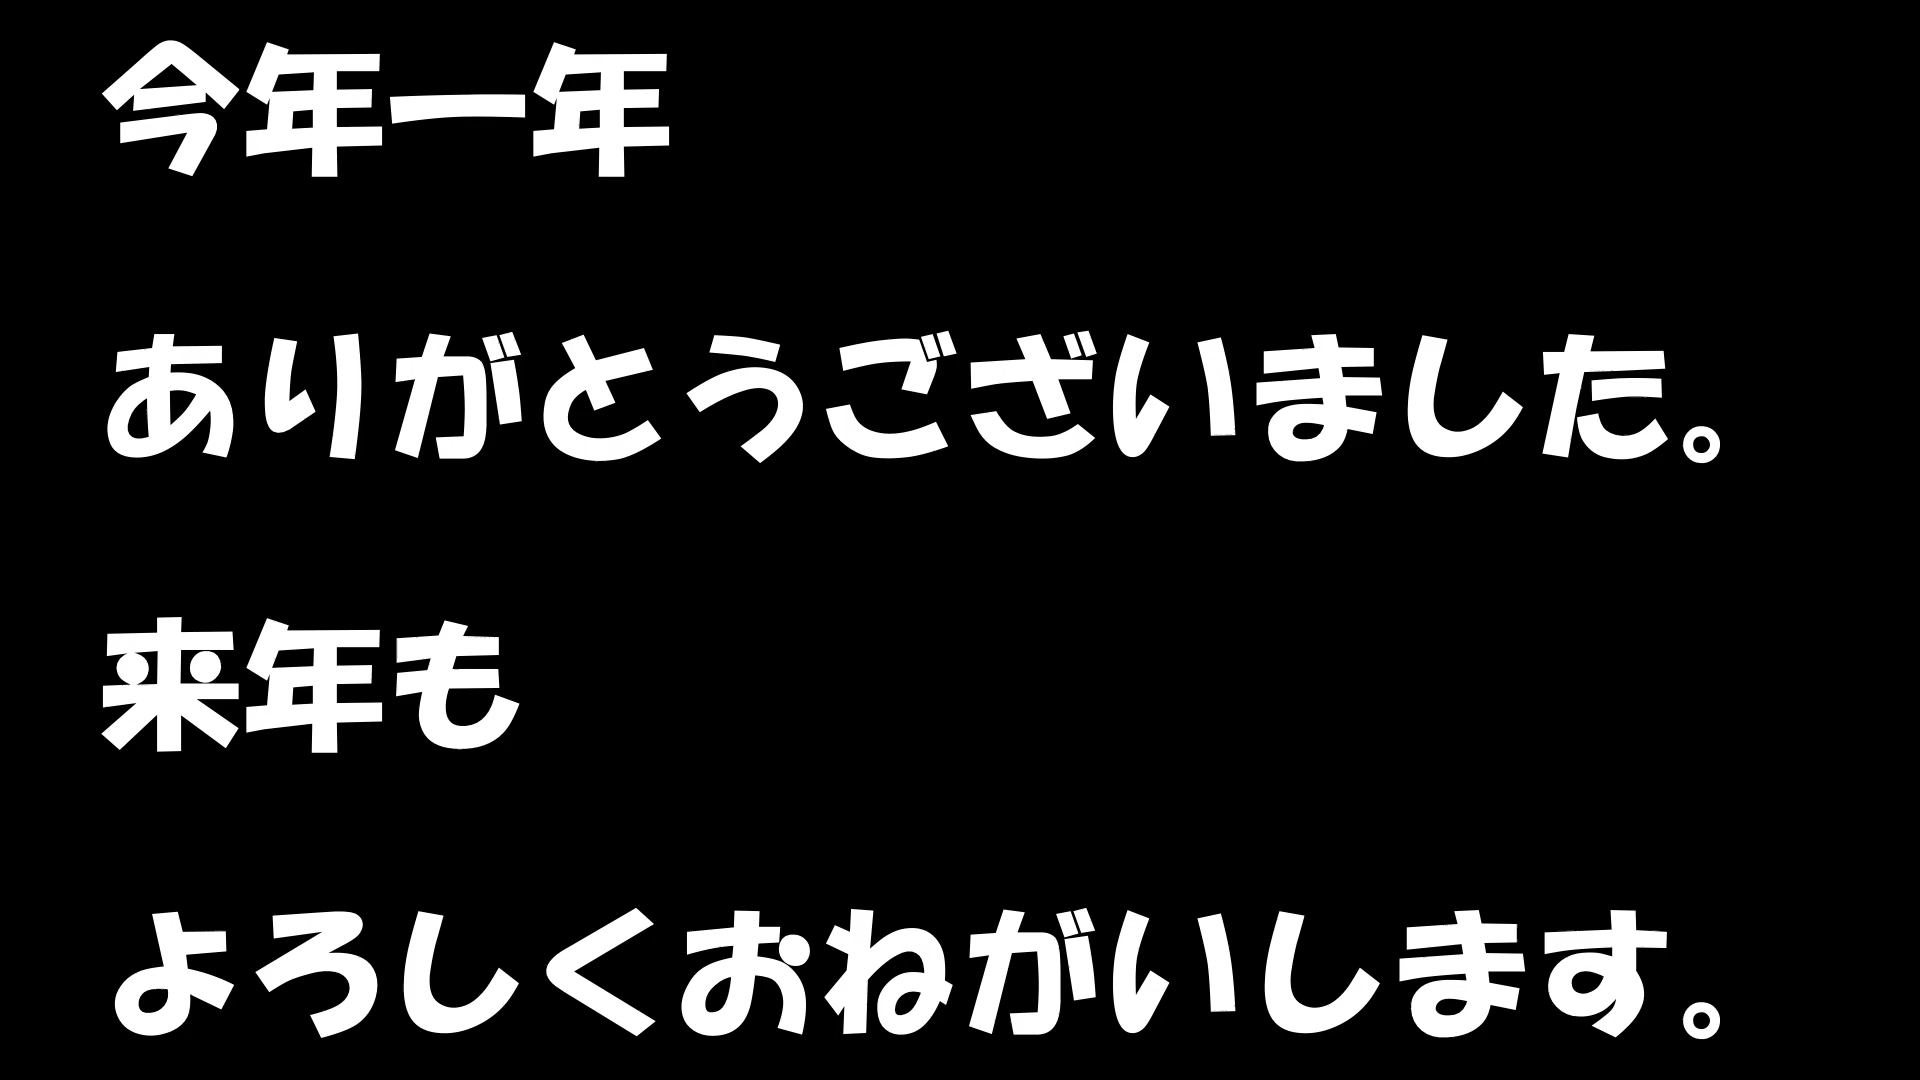 今年一年
ありがとうございました。
来年も
よろしくおねがいします。